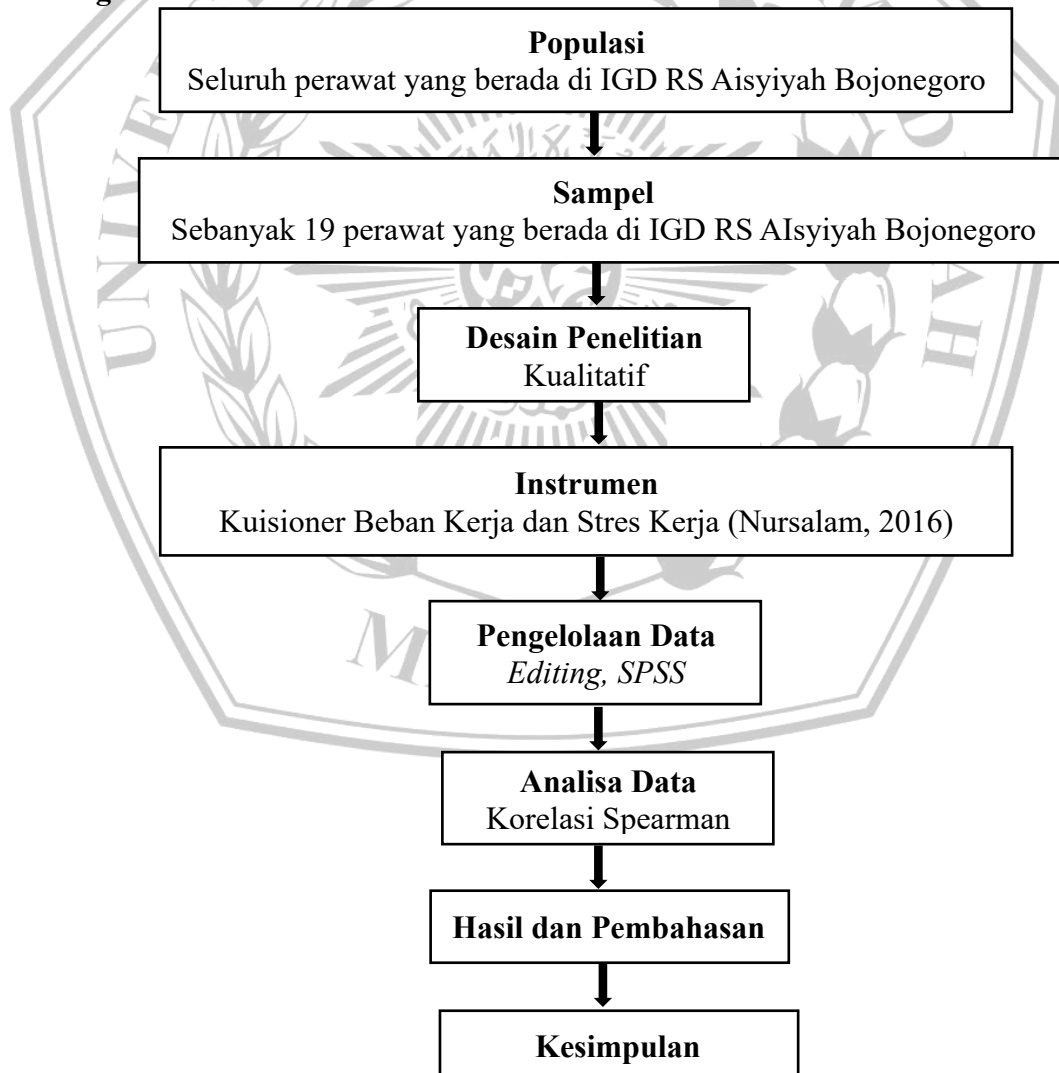 Populasi
Seluruh perawat yang berada di IGD RS Aisyiyah Bojonegoro
Sampel
Sebanyak 19 perawat yang berada di IGD RS AIsyiyah Bojonegoro
Desain Penelitian
Kualitatif
Instrumen
Kuisioner Beban Kerja dan Stres Kerja (Nursalam, 2016)
Pengelolaan Data
Editing, SPSS
Analisa Data
Korelasi Spearman
Hasil dan Pembahasan
Kesimpulan